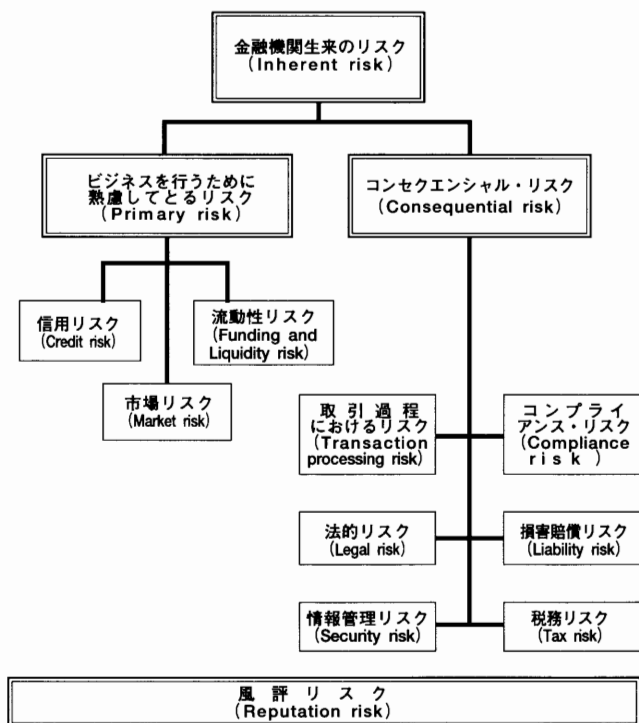 金融機関生来のリスク
(Inherent risk)
ビジネスを行うために
熟慮してとるリスク
(Primary risk)
コンセクエンシャル・リスク
(Consequential risk)
信用リスク
(Credit risk)
流動性リスク
(Funding and
Liquidity risk)
市場リスク
(Market risk)
取引過程
におけるリスク
(Transaction
processing risk)
コンプライ
アンス・リスク
(Compliance
risk)
法的リスク
(Legal risk)
損害賠償リスク
(Liability risk)
情報管理リスク
(Security risk)
税務リスク
(Tax risk)
風評リスク
(Reputation risk)